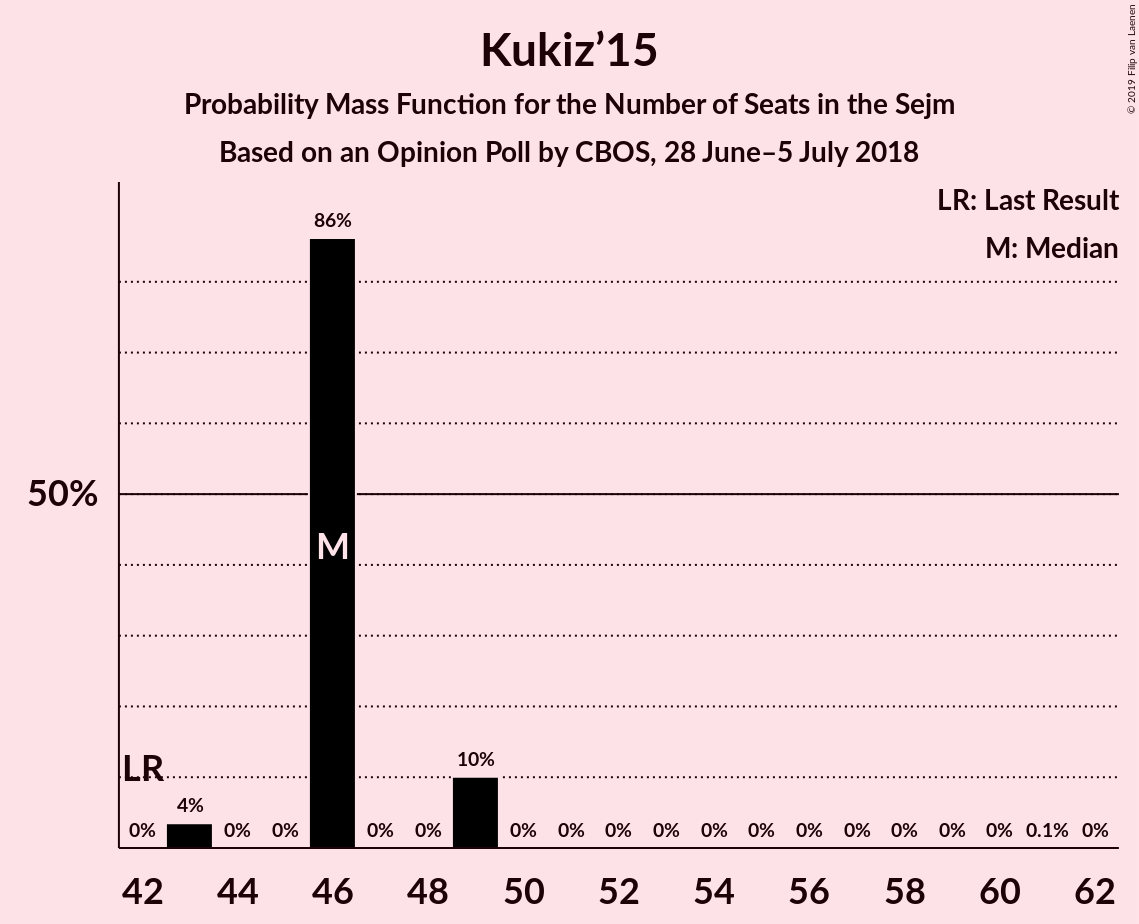 Kukiz’15
Probability Mass Function for the Number of Seats in the Sejm
Based on an Opinion Poll by CBOS, 28 June–5 July 2018
© 2019 Filip van Laenen
LR: Last Result
M: Median
86%
50%
M
LR
10%
4%
0% 0% 0% 0% 0% 0% 0% 0% 0% 0% 0% 0% 0% 0% 0% 0% 0.1% 0%
42 44 46 48 50 52 54 56 58 60 62